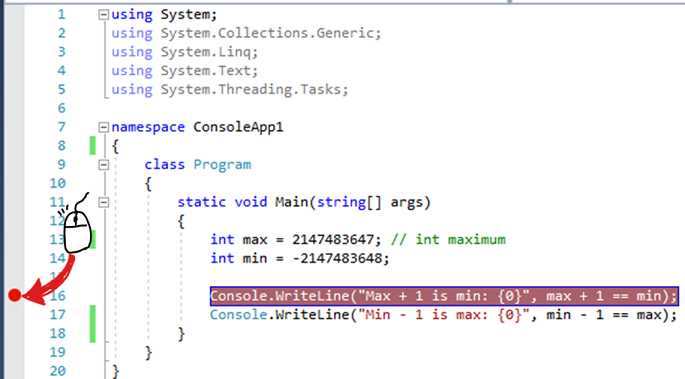 1 using System;
2 using System.Collections.Generic;
3 using System.Linq;
4 using System.Text;
5 using System.Threading.Tasks;
6
7 namespace ConsoleApp1
8 {
9 class Program
10 {
11 static void Main(string[] args)
12 {
13 int max = 2147483647; // int maximum
14 int min = -2147483648;
16 Console.WriteLine("Max + 1 is min: {0}", max + 1 == min);
17 Console.WriteLine("Min - 1 is max: {0}", min - 1 == max);
18 }
19 }
20 }